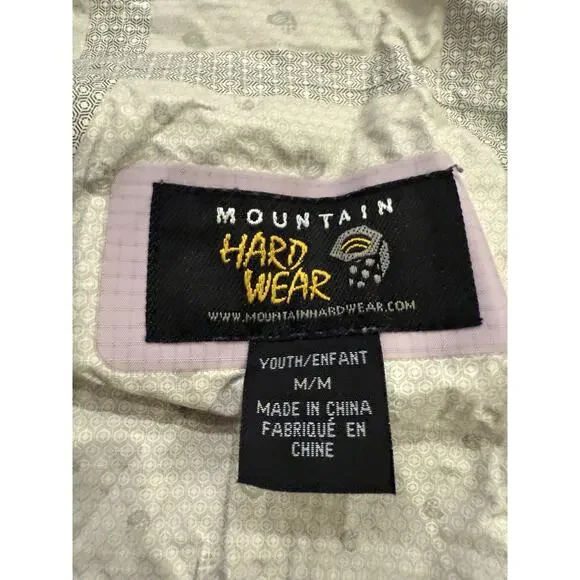 MOUNTAIN
HARD
WEAR
WWW.MOUNTAINHARDWEAR.COM
YOUTH/ENFANT
M/M
MADE IN CHINA
FABRIQUÉ EN
CHINE